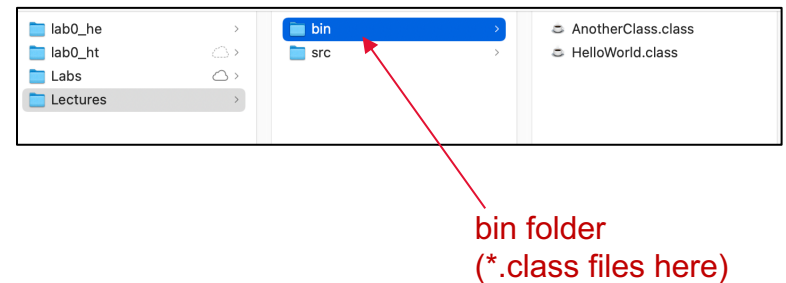 lab0_he
lab0_ht
Labs
Lectures
bin
src
AnotherClass.class
HelloWorld.class
bin folder
(*.class files here)